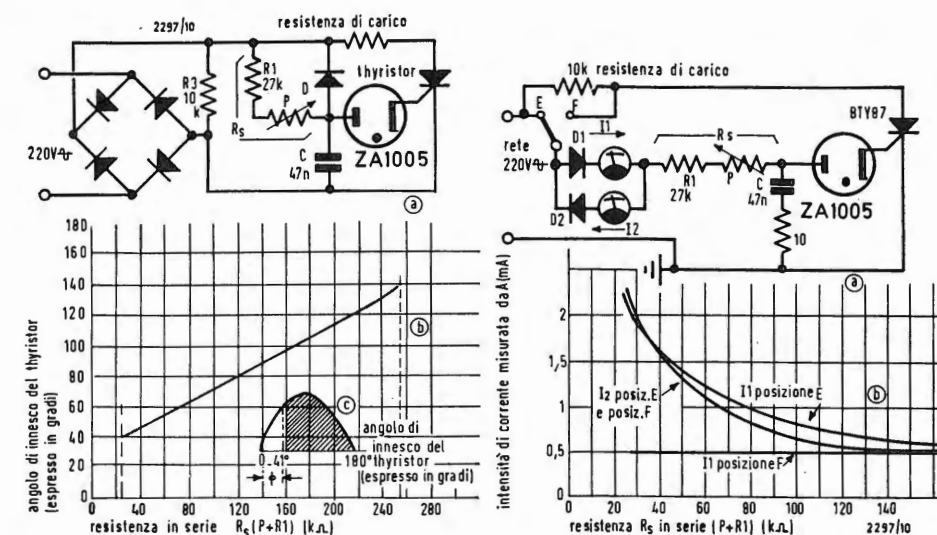 2297/10
resistenza di carico
R3
10
k
R1
27k
P
Rs
D
thyristor
C
47n
ZA1005
220V
a
angolo di innesco del thyristor
(espresso in gradi)
180
160
140
120
100
80
60
40
20
0
b
c
angolo di
innesco del
thyristor
(espresso in gradi)
0
41°
180°
ϕ
0 40 80 120 160 200 240 280
resistenza in serie Rs (P+R1) (kΩ)
10k resistenza di carico
E
F
D1
I1
rete
220V
D2
I2
Rs
R1
27k
P
C
47n
10
BTY87
ZA1005
a
intensità di corrente misurata da A(mA)
2
1,5
1
0,5
I2 posiz.E
e posiz.F
I1 posizione E
b
I1 posizione F
0 20 40 60 80 100 120 140
resistenza Rs in serie (P+R1) (kΩ)
2297/10